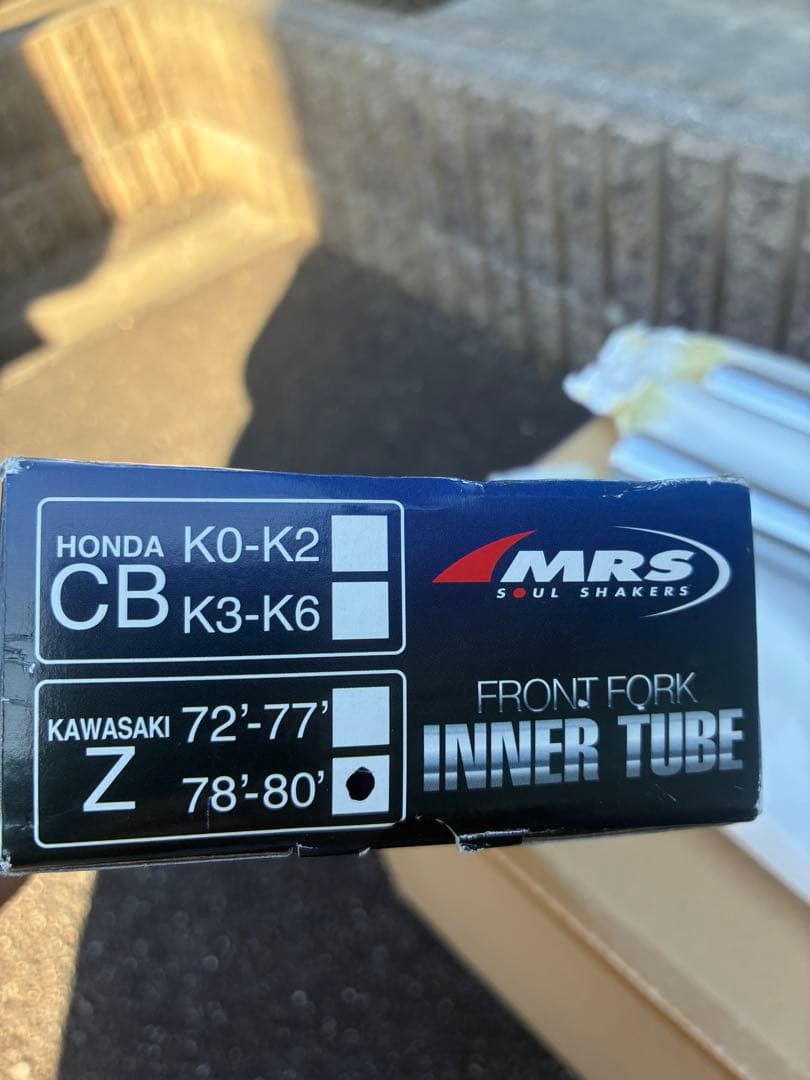 HONDA
CB
K0-K2
K3-K6
KAWASAKI
Z
72'-77'
78'-80'
MRS
SOUL SHAKERS
FRONT FORK
INNER TUBE